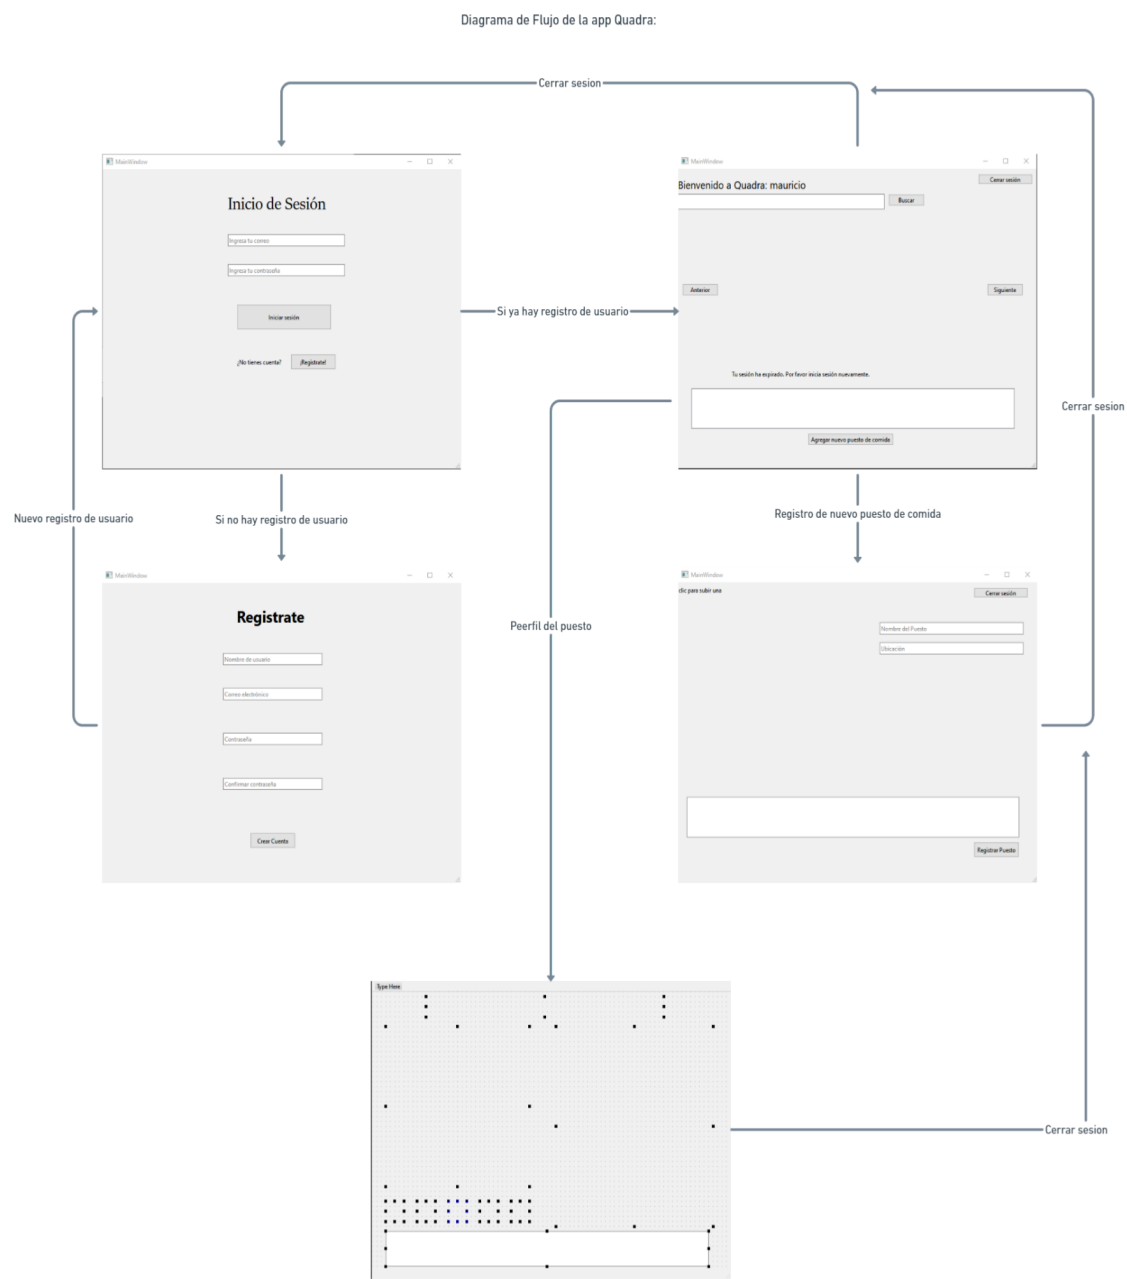 Diagrama de Flujo de la app Quadra:
Cerrar sesion
MainWindow
Inicio de Sesión
Ingresa tu correo
Ingresa tu contraseña
Iniciar sesión
¿No tienes cuenta?
¡Registrate!
Si ya hay registro de usuario
MainWindow
Cerrar sesión
Bienvenido a Quadra: mauricio
Buscar
Anterior
Siguiente
Tu sesión ha expirado. Por favor inicia sesión nuevamente.
Agregar nuevo puesto de comida
Cerrar sesion
Nuevo registro de usuario
Si no hay registro de usuario
Registro de nuevo puesto de comida
MainWindow
Registrate
Nombre de usuario
Correo electrónico
Contraseña
Confirmar contraseña
Crear Cuenta
Peerfil del puesto
MainWindow
clic para subir una
Cerrar sesión
Nombre del Puesto
Ubicación
Registrar Puesto
Type Here
Cerrar sesion